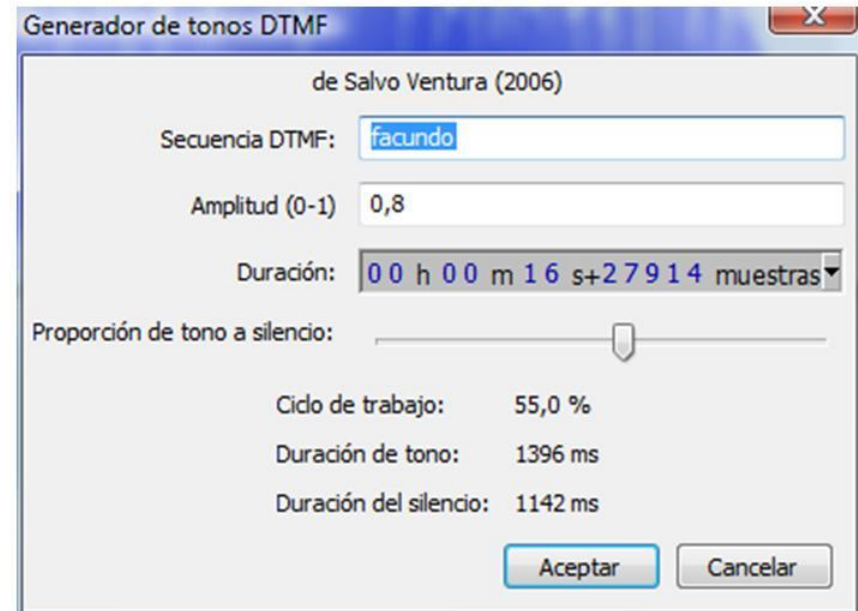 Generador de tonos DTMF
de Salvo Ventura (2006)
Secuencia DTMF: facundo
Amplitud (0-1) 0,8
Duración: 00 h 00 m 16 s+27914 muestras
Proporción de tono a silencio:
Ciclo de trabajo: 55,0 %
Duración de tono: 1396 ms
Duración del silencio: 1142 ms
Aceptar Cancelar